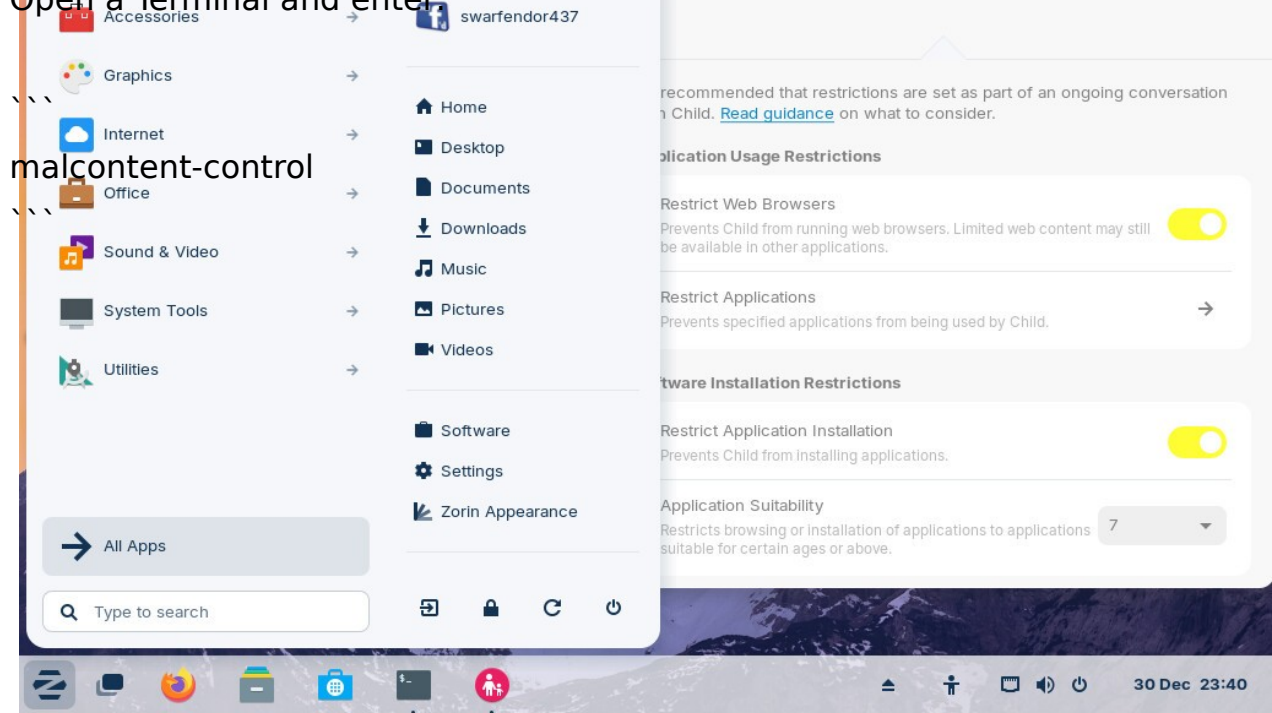 Open a Terminal and enter:
Accessories
swarfendor437
Graphics
```
Internet
malcontent-control
Office
```
Sound & Video
System Tools
Utilities
All Apps
Type to search
Home
Desktop
Documents
Downloads
Music
Pictures
Videos
Software
Settings
Zorin Appearance
recommended that restrictions are set as part of an ongoing conversation
Child. Read guidance on what to consider.
plication Usage Restrictions
Restrict Web Browsers
Prevents Child from running web browsers. Limited web content may still
be available in other applications.
Restrict Applications
Prevents specified applications from being used by Child.
tware Installation Restrictions
Restrict Application Installation
Prevents Child from installing applications.
Application Suitability
Restricts browsing or installation of applications to applications
suitable for certain ages or above.
7
30 Dec 23:40